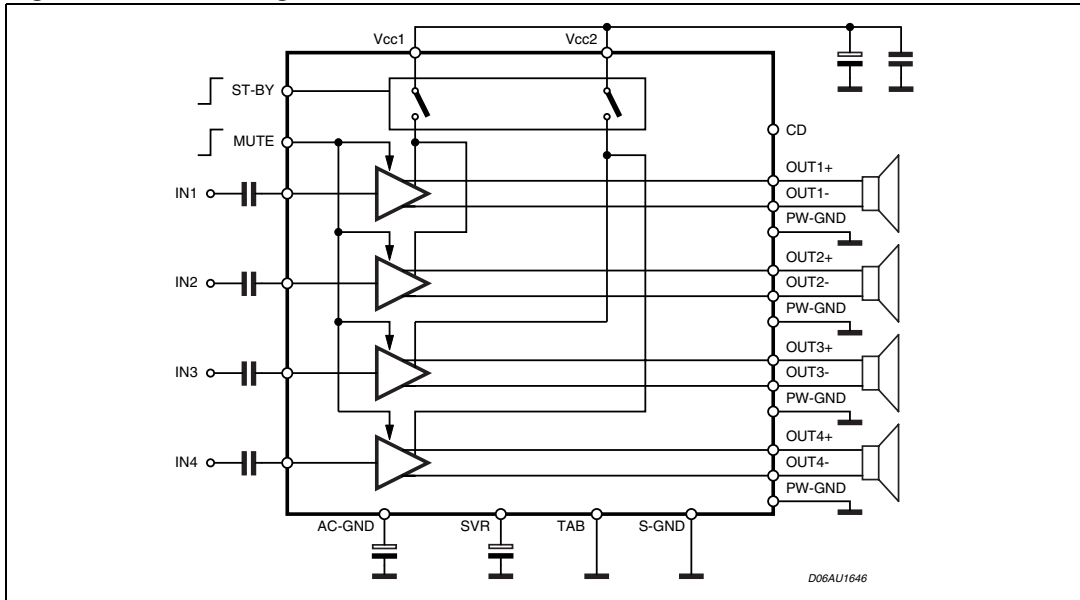 Vcc1
Vcc2
ST-BY
CD
MUTE
OUT1+
IN1
OUT1-
PW-GND
OUT2+
IN2
OUT2-
PW-GND
OUT3+
IN3
OUT3-
PW-GND
OUT4+
IN4
OUT4-
PW-GND
AC-GND
SVR
TAB
S-GND
D06AU1646